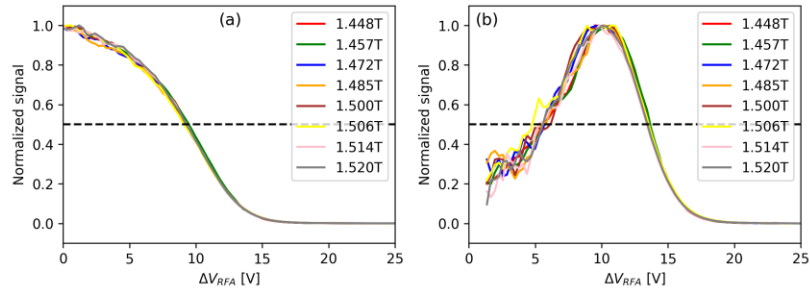 (a)
1.448T
1.457T
1.472T
1.485T
1.500T
1.506T
1.514T
1.520T
Normalized signal
1.0
0.8
0.6
0.4
0.2
0.0
0 5 10 15 20 25
ΔV_RFA [V]
(b)
1.448T
1.457T
1.472T
1.485T
1.500T
1.506T
1.514T
1.520T
Normalized signal
1.0
0.8
0.6
0.4
0.2
0.0
0 5 10 15 20 25
ΔV_RFA [V]